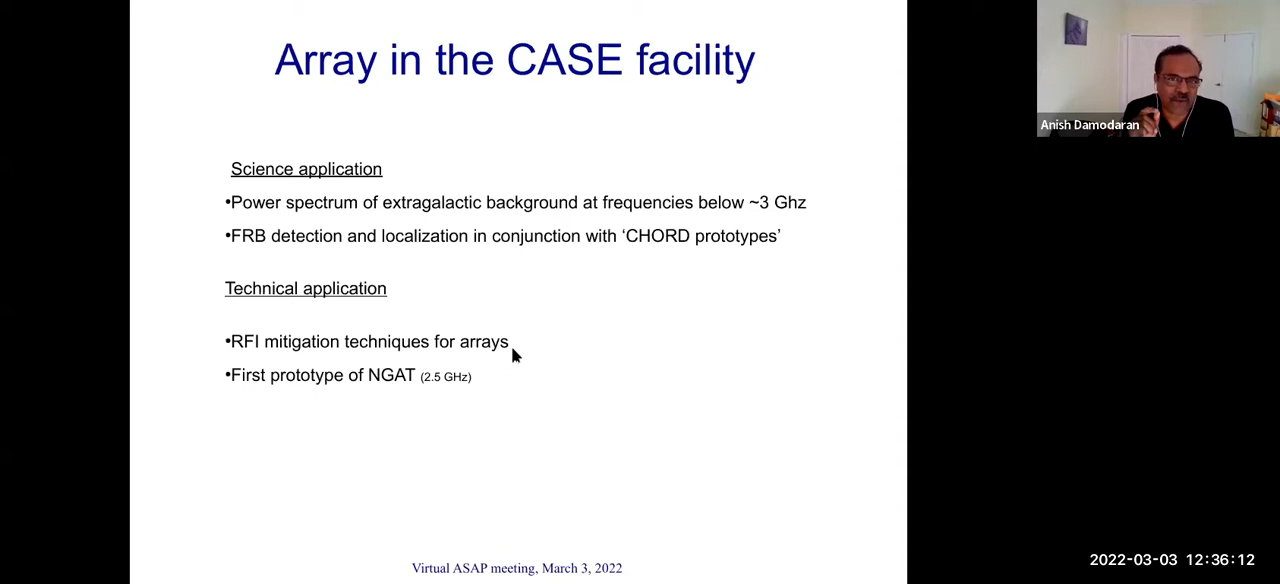 Array in the CASE facility
Science application
•Power spectrum of extragalactic background at frequencies below ~3 Ghz
•FRB detection and localization in conjunction with ‘CHORD prototypes’
Technical application
•RFI mitigation techniques for arrays
•First prototype of NGAT (2.5 GHz)
Virtual ASAP meeting, March 3, 2022
Anish Damodaran
2022-03-03 12:36:12